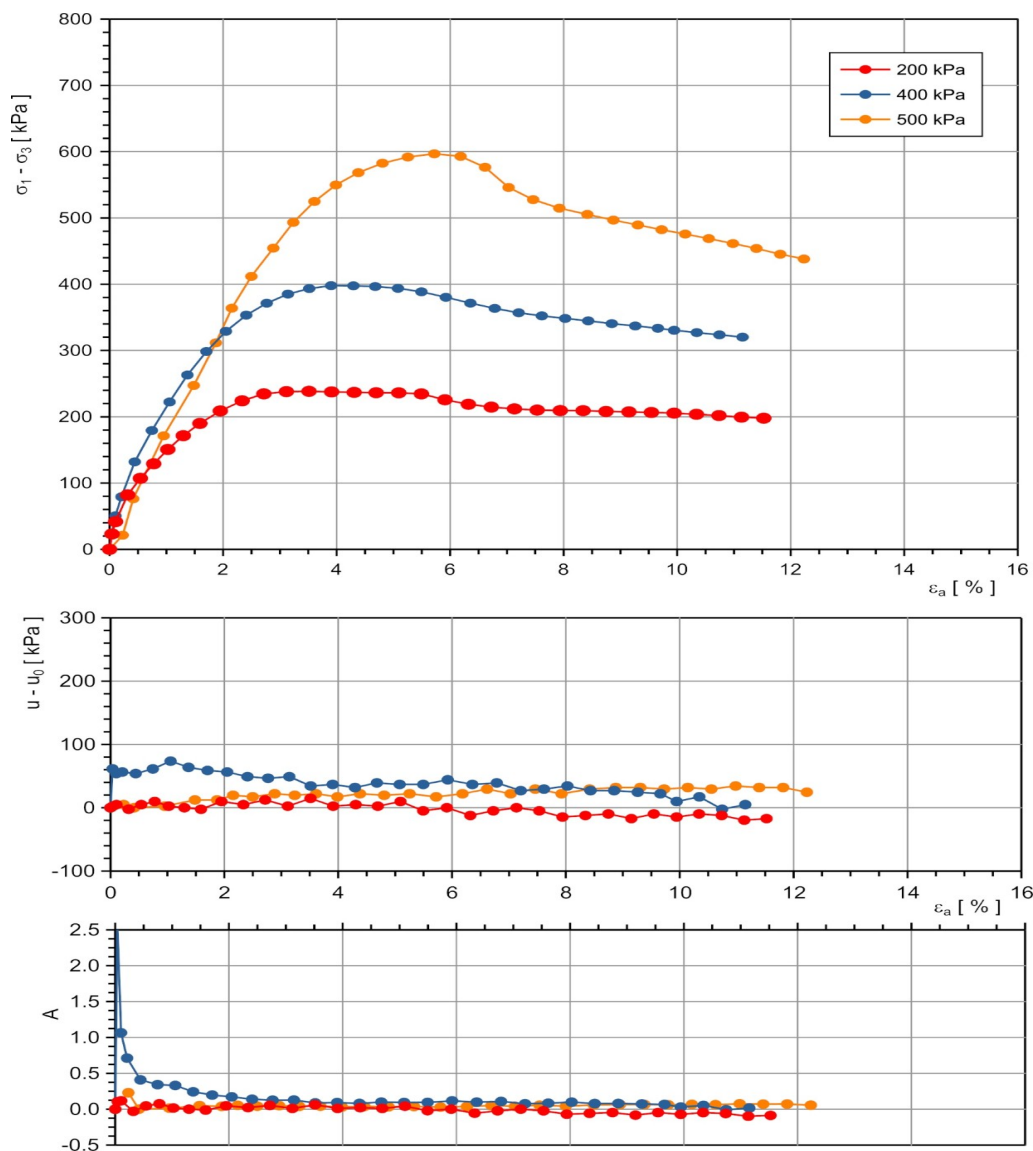 800
700
600
500
400
300
200
100
0
σ₁ - σ₃ [ kPa ]
200 kPa
400 kPa
500 kPa
0 2 4 6 8 10 12 14 16
εₐ [ % ]
300
200
100
0
-100
u - u₀ [ kPa ]
0 2 4 6 8 10 12 14 16
εₐ [ % ]
2.5
2.0
1.5
1.0
0.5
0.0
-0.5
A